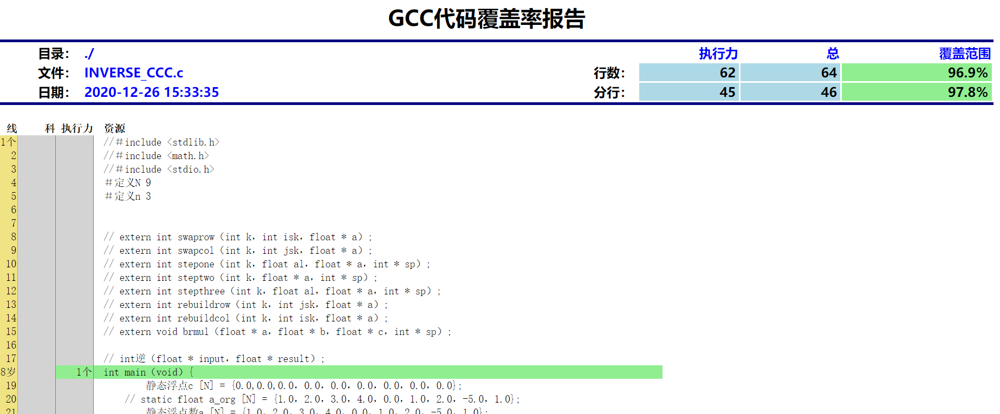 GCC代码覆盖率报告
目录： ./ 执行力 总 覆盖范围
文件： INVERSE_CCC.c 行数： 62 64 96.9%
日期： 2020-12-26 15:33:35 分行： 45 46 97.8%
线 科 执行力 资源
1个 //＃include <stdlib.h>
2 //＃include <math.h>
3 //＃include <stdio.h>
4 ＃定义N 9
5 ＃定义n 3
6
7
8 // extern int swaprow（int k，int isk，float * a）;
9 // extern int swapcol（int k，int jsk，float * a）;
10 // extern int stepone（int k，float al，float * a，int * sp）;
11 // extern int steptwo（int k，float * a，int * sp）;
12 // extern int stepthree（int k，float al，float * a，int * sp）;
13 // extern int rebuildrow（int k，int jsk，float * a）;
14 // extern int rebuildcol（int k，int isk，float * a）;
15 // extern void brmul（float * a，float * b，float * c，int * sp）;
16
17 // int逆（float * input，float * result）;
8岁 1个 int main（void）{
19 静态浮点c [N] = {0.0,0.0,0.0，0.0，0.0，0.0，0.0，0.0，0.0};
20 // static float a_org [N] = {1.0，2.0，3.0，4.0，0.0，1.0，2.0，-5.0，1.0};
21 静态浮点数a [N] = {1.0，2.0，3.0，4.0，0.0，1.0，2.0，-5.0，1.0};